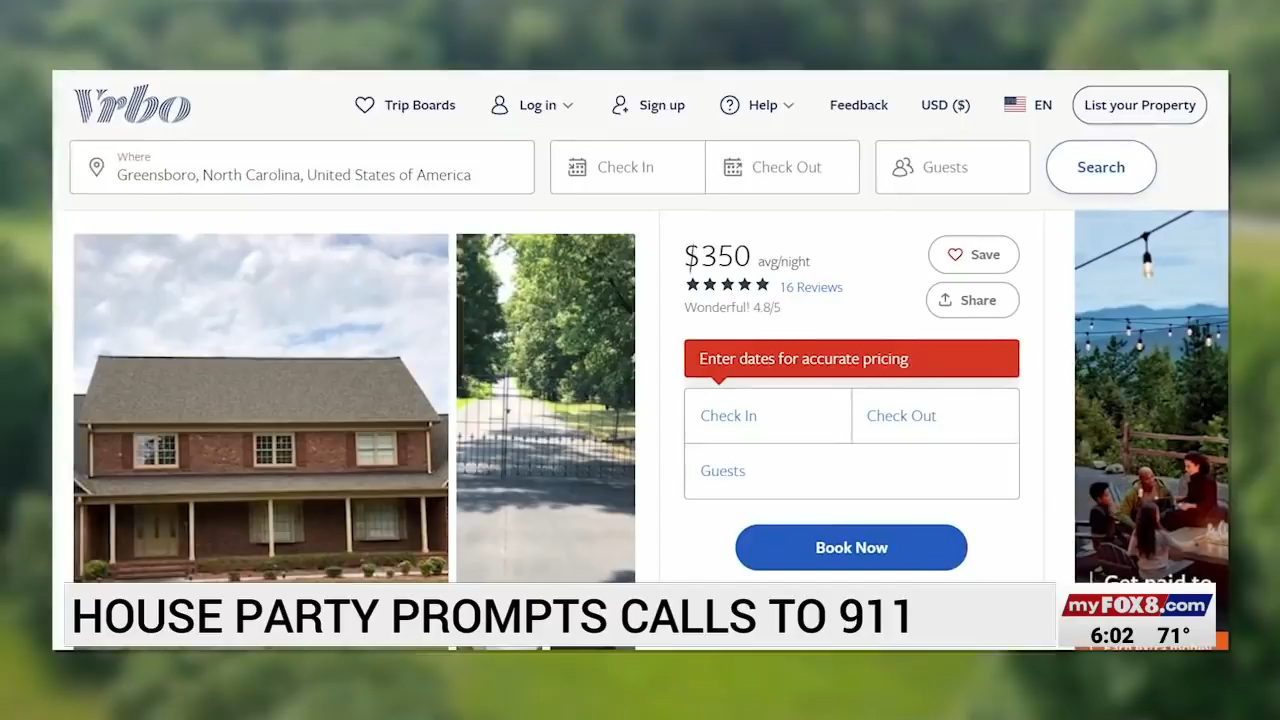 Vrbo
Trip Boards
Log in
Sign up
Help
Feedback
USD ($)
EN
List your Property
Where
Greensboro, North Carolina, United States of America
Check In
Check Out
Guests
Search
$350 avg/night
16 Reviews
Wonderful! 4.8/5
Save
Share
Enter dates for accurate pricing
Check In
Check Out
Guests
Book Now
Get paid to
HOUSE PARTY PROMPTS CALLS TO 911
myFOX8.com
6:02 71°